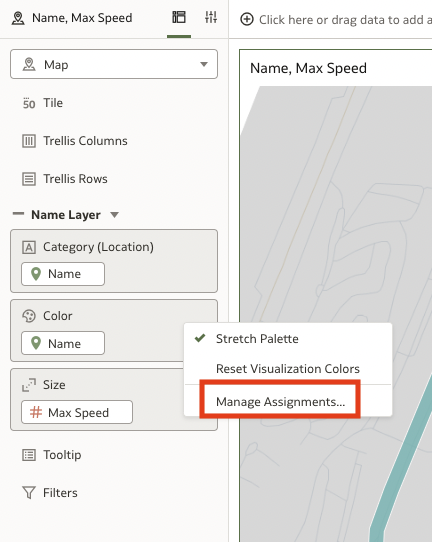 Name, Max Speed
Click here or drag data to add a
Map
Name, Max Speed
50 Tile
Trellis Columns
Trellis Rows
Name Layer
A Category (Location)
Name
Color
Name
Stretch Palette
Reset Visualization Colors
Manage Assignments...
Size
# Max Speed
Tooltip
Filters